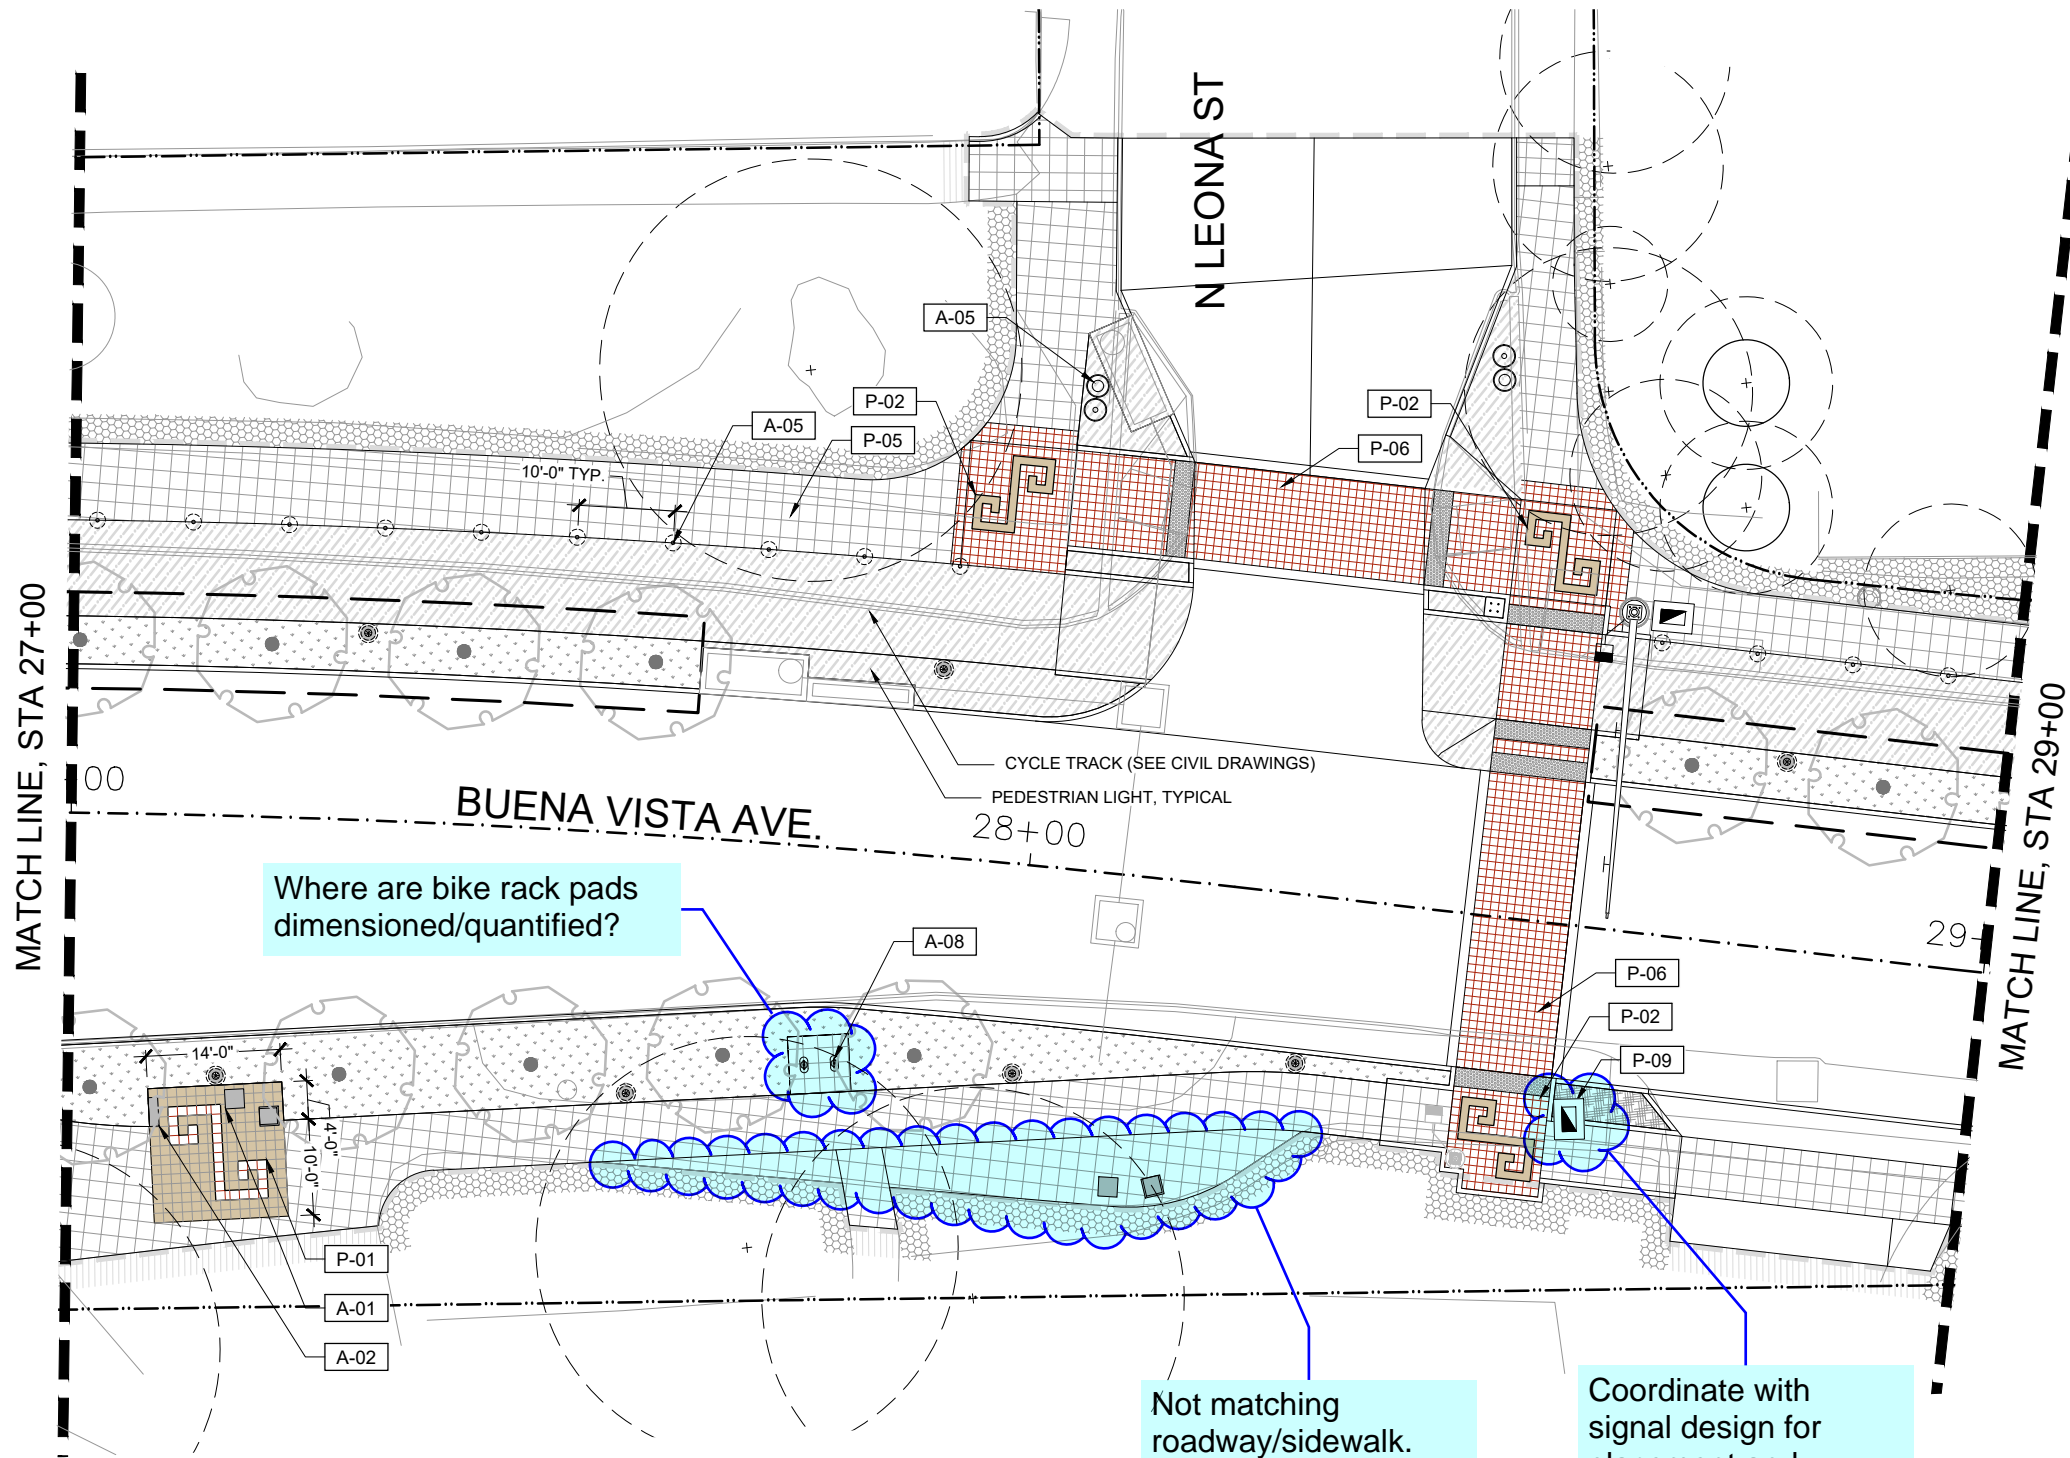 N LEONA ST
A-05
P-02
P-02
A-05
P-05
P-06
10'-0" TYP.
MATCH LINE, STA 27+00
MATCH LINE, STA 29+00
CYCLE TRACK (SEE CIVIL DRAWINGS)
00
PEDESTRIAN LIGHT, TYPICAL
BUENA VISTA AVE.
28+00
Where are bike rack pads
dimensioned/quantified?
A-08
29
P-06
P-02
14'-0"
P-09
4'-0"
10'-0"
P-01
A-01
A-02
Not matching
roadway/sidewalk.
Coordinate with
signal design for